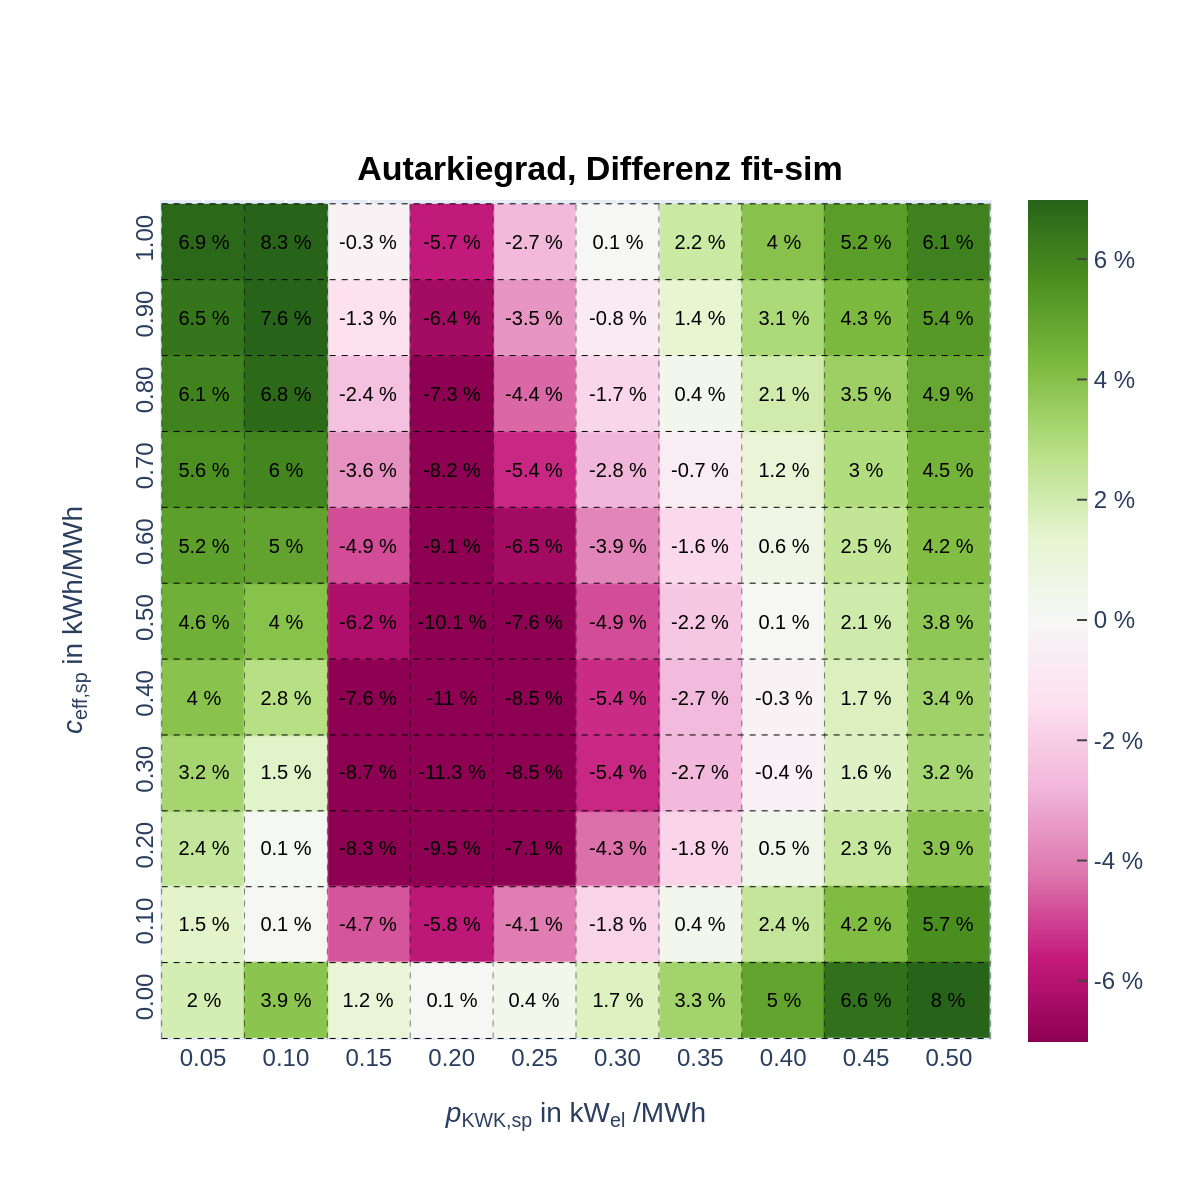 Autarkiegrad, Differenz fit-sim
1.00 6.9 % 8.3 % -0.3 % -5.7 % -2.7 % 0.1 % 2.2 % 4 % 5.2 % 6.1 %
0.90 6.5 % 7.6 % -1.3 % -6.4 % -3.5 % -0.8 % 1.4 % 3.1 % 4.3 % 5.4 %
0.80 6.1 % 6.8 % -2.4 % -7.3 % -4.4 % -1.7 % 0.4 % 2.1 % 3.5 % 4.9 %
0.70 5.6 % 6 % -3.6 % -8.2 % -5.4 % -2.8 % -0.7 % 1.2 % 3 % 4.5 %
0.60 5.2 % 5 % -4.9 % -9.1 % -6.5 % -3.9 % -1.6 % 0.6 % 2.5 % 4.2 %
0.50 4.6 % 4 % -6.2 % -10.1 % -7.6 % -4.9 % -2.2 % 0.1 % 2.1 % 3.8 %
0.40 4 % 2.8 % -7.6 % -11 % -8.5 % -5.4 % -2.7 % -0.3 % 1.7 % 3.4 %
0.30 3.2 % 1.5 % -8.7 % -11.3 % -8.5 % -5.4 % -2.7 % -0.4 % 1.6 % 3.2 %
0.20 2.4 % 0.1 % -8.3 % -9.5 % -7.1 % -4.3 % -1.8 % 0.5 % 2.3 % 3.9 %
0.10 1.5 % 0.1 % -4.7 % -5.8 % -4.1 % -1.8 % 0.4 % 2.4 % 4.2 % 5.7 %
0.00 2 % 3.9 % 1.2 % 0.1 % 0.4 % 1.7 % 3.3 % 5 % 6.6 % 8 %
0.05 0.10 0.15 0.20 0.25 0.30 0.35 0.40 0.45 0.50
p KWK,sp in kW el /MWh
c eff,sp in kWh/MWh
6 %
4 %
2 %
0 %
-2 %
-4 %
-6 %